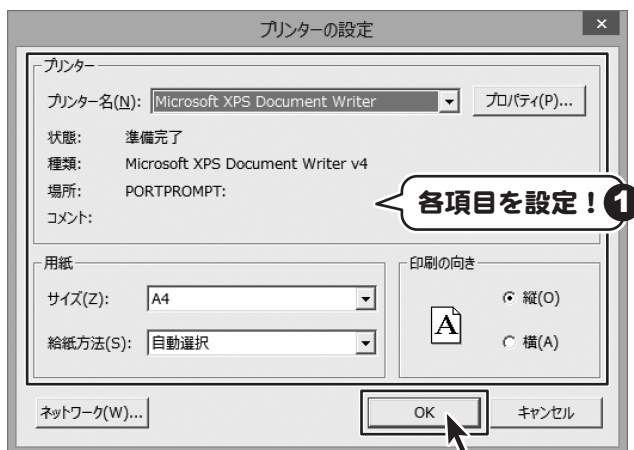 プリンターの設定
プリンター
プリンター名(N): Microsoft XPS Document Writer プロパティ(P)...
状態: 準備完了
種類: Microsoft XPS Document Writer v4
場所: PORTPROMPT:
コメント:
各項目を設定！1
用紙
サイズ(Z): A4
給紙方法(S): 自動選択
印刷の向き
A
縦(O)
横(A)
ネットワーク(W)...
OK
キャンセル